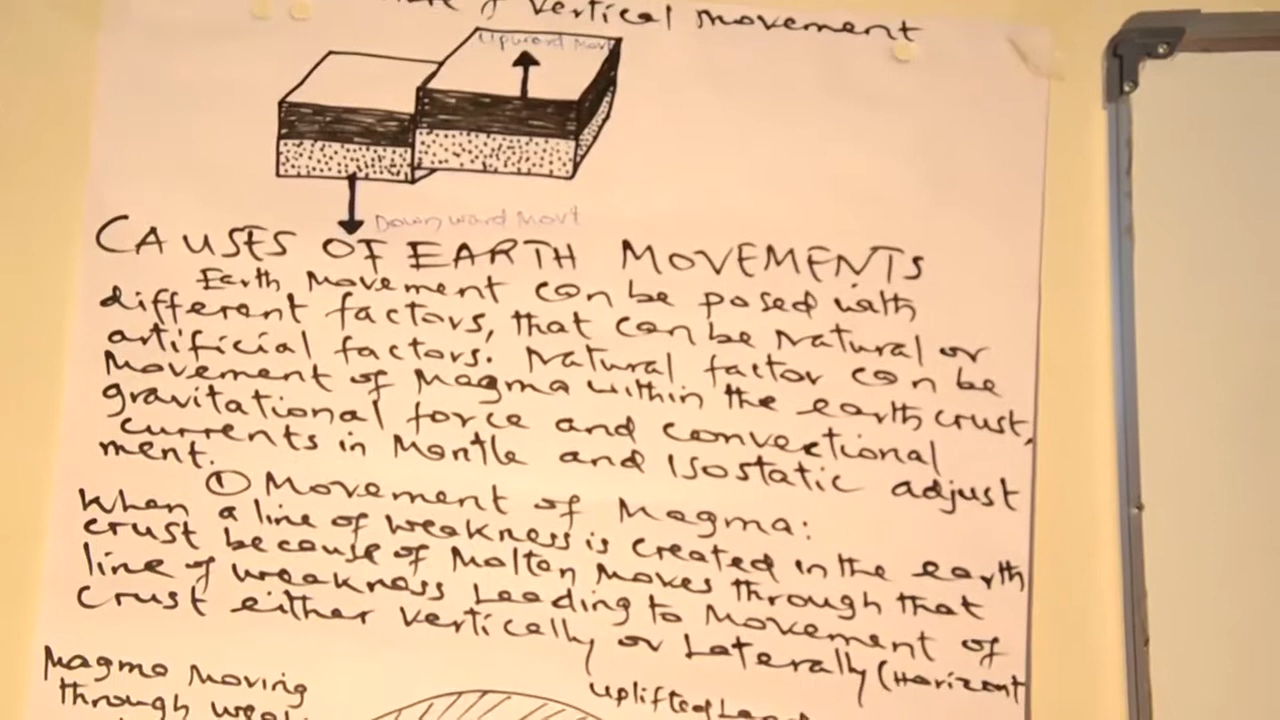 of vertical movement
Upward Movt
Downward Movt
CAUSES OF EARTH MOVEMENTS
Earth Movement can be posed with
different factors, that can be Natural or
artificial factors. Natural factor can be
Movement of Magma within the earth crust,
gravitational force and convectional
currents in Mantle and Isostatic adjust
ment.
① Movement of Magma:
When a line of weakness is created in the earth
crust because of Molten Moves through that
line of weakness Leading to Movement of
Crust either vertically or Laterally (Horizont
Magma Moving
through weak
uplifted Land